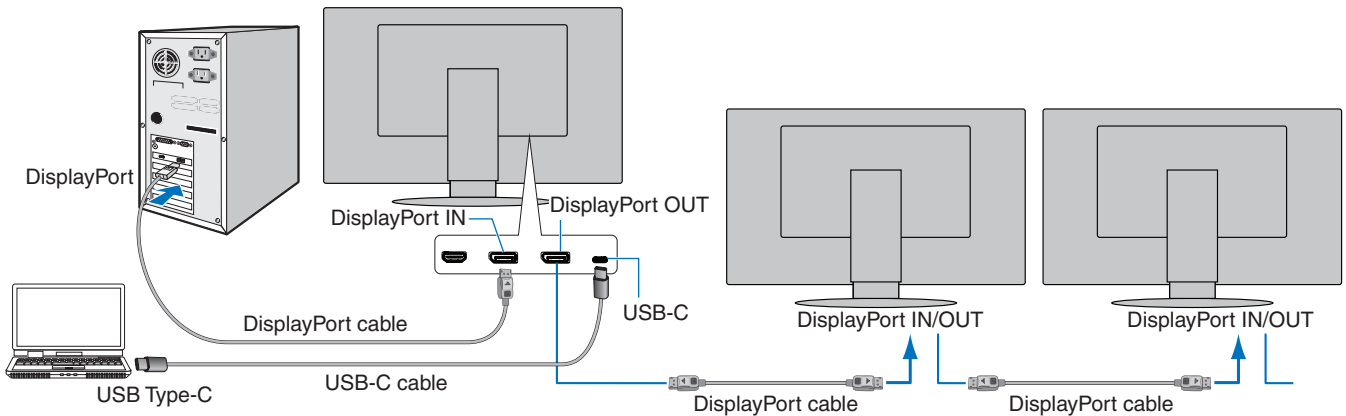 DisplayPort
DisplayPort IN
DisplayPort OUT
USB-C
DisplayPort cable
USB Type-C
USB-C cable
DisplayPort IN/OUT
DisplayPort IN/OUT
DisplayPort cable
DisplayPort cable